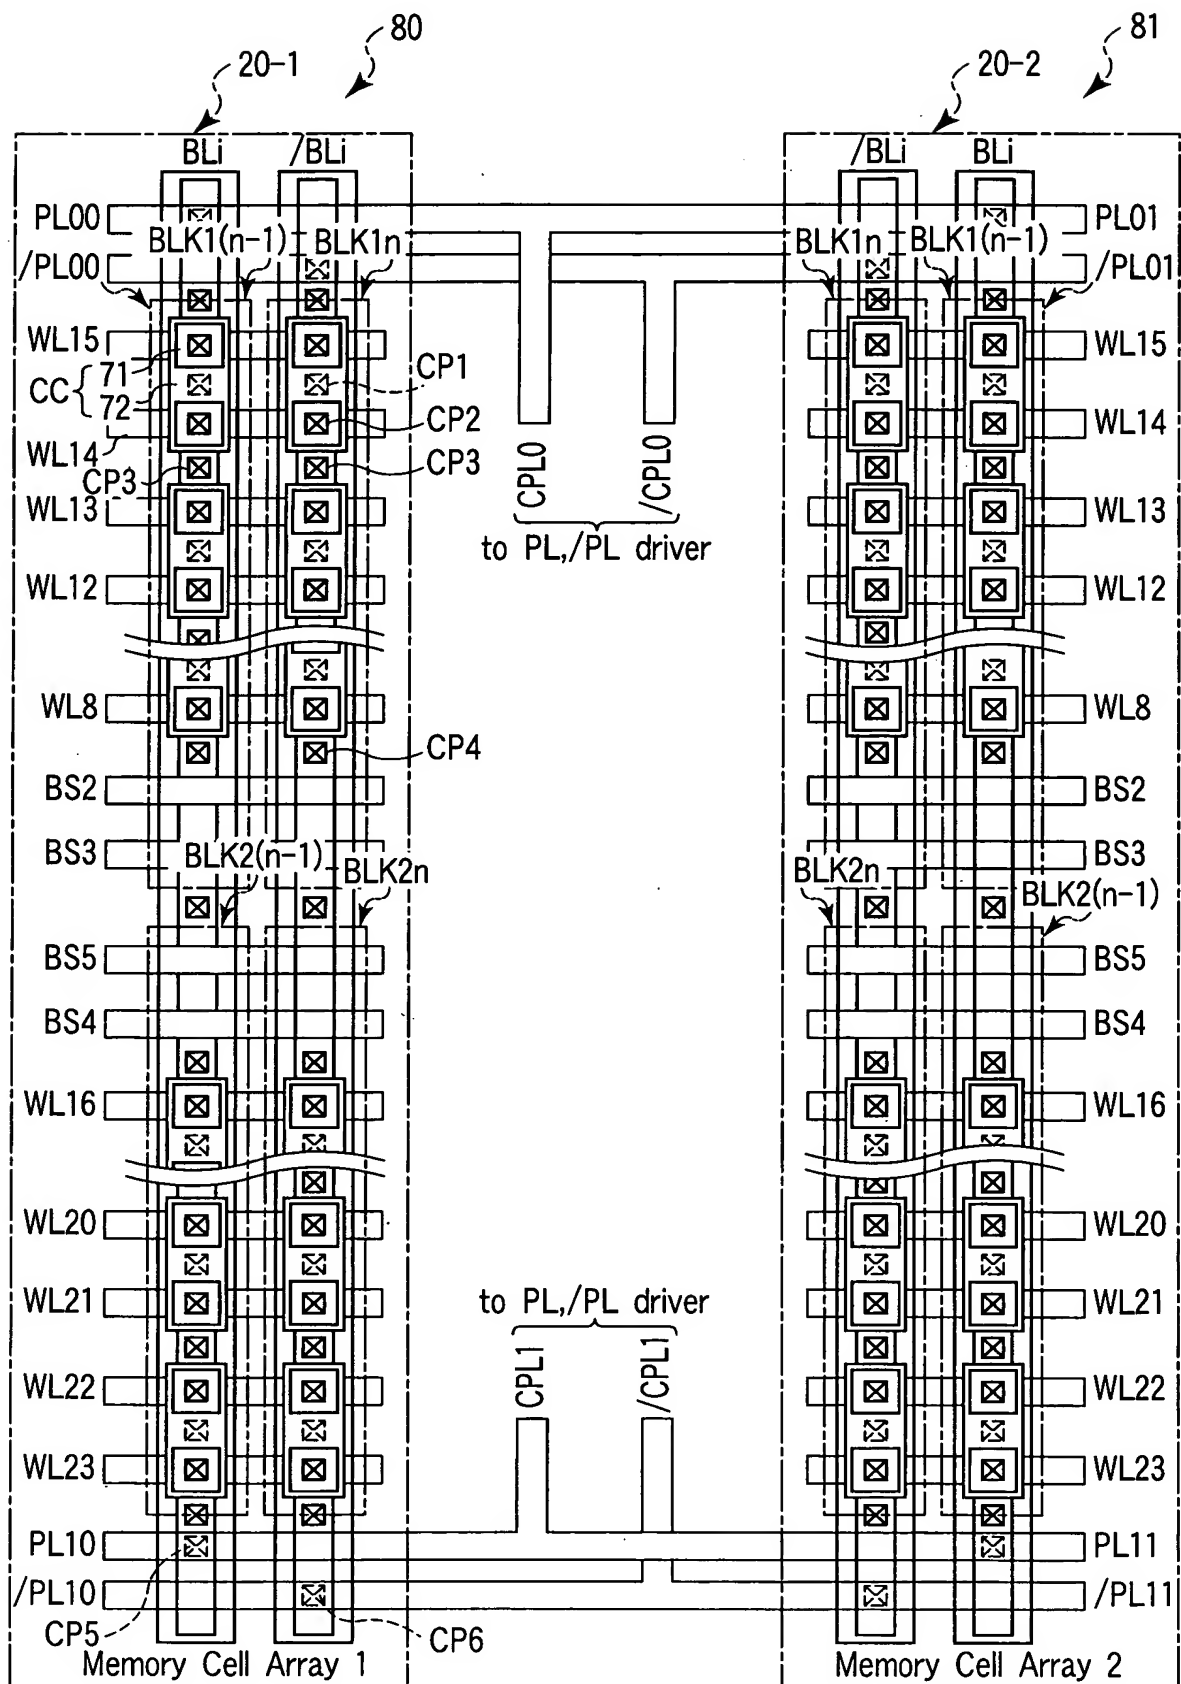 80
81
20-1
20-2
BLi
/BLi
/BLi
BLi
PL00
PL01
BLK1(n-1)
BLK1n
BLK1n
BLK1(n-1)
/PL00
/PL01
WL15
WL15
71
CC
72
CP1
WL14
CP2
WL14
CP3
CP3
CPL0
/CPL0
WL13
WL13
to PL,/PL driver
WL12
WL12
WL8
WL8
CP4
BS2
BS2
BS3
BS3
BLK2(n-1)
BLK2n
BLK2n
BLK2(n-1)
BS5
BS5
BS4
BS4
WL16
WL16
WL20
WL20
WL21
WL21
to PL,/PL driver
CPL1
/CPL1
WL22
WL22
WL23
WL23
PL10
PL11
/PL10
/PL11
CP5
CP6
Memory Cell Array 1
Memory Cell Array 2